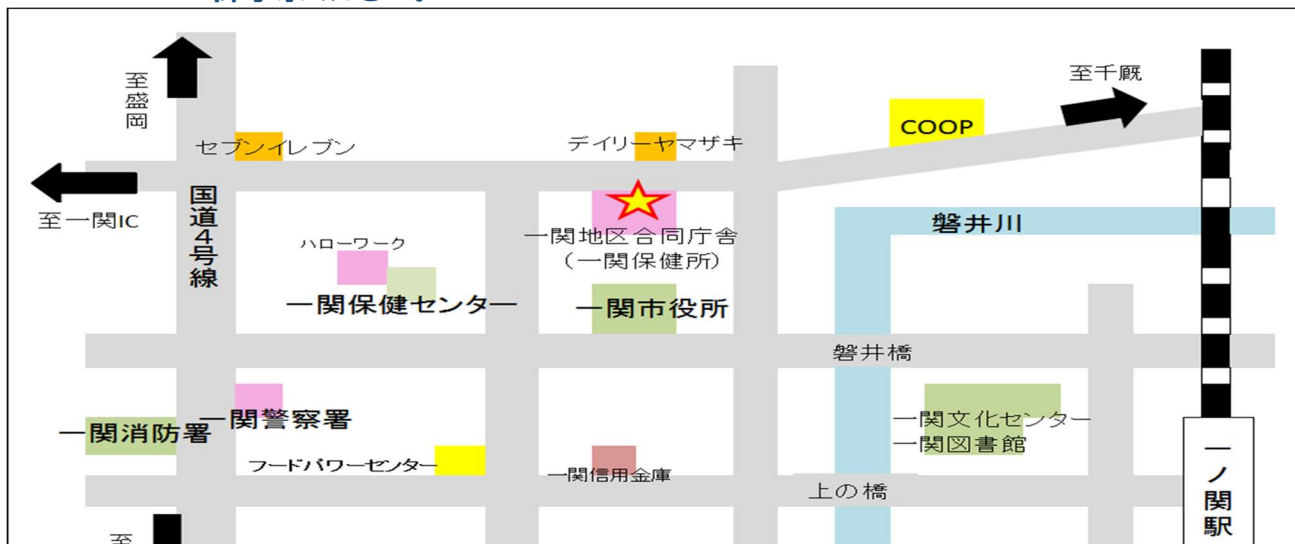 至盛岡
至千厩
COOP
セブンイレブン
デイリーヤマザキ
至一関IC
国道4号線
磐井川
一関地区合同庁舎
（一関保健所）
ハローワーク
一関保健センター
一関市役所
磐井橋
一関警察署
一関消防署
一関文化センター
一関図書館
フードパワーセンター
一関信用金庫
上の橋
一ノ関駅
至